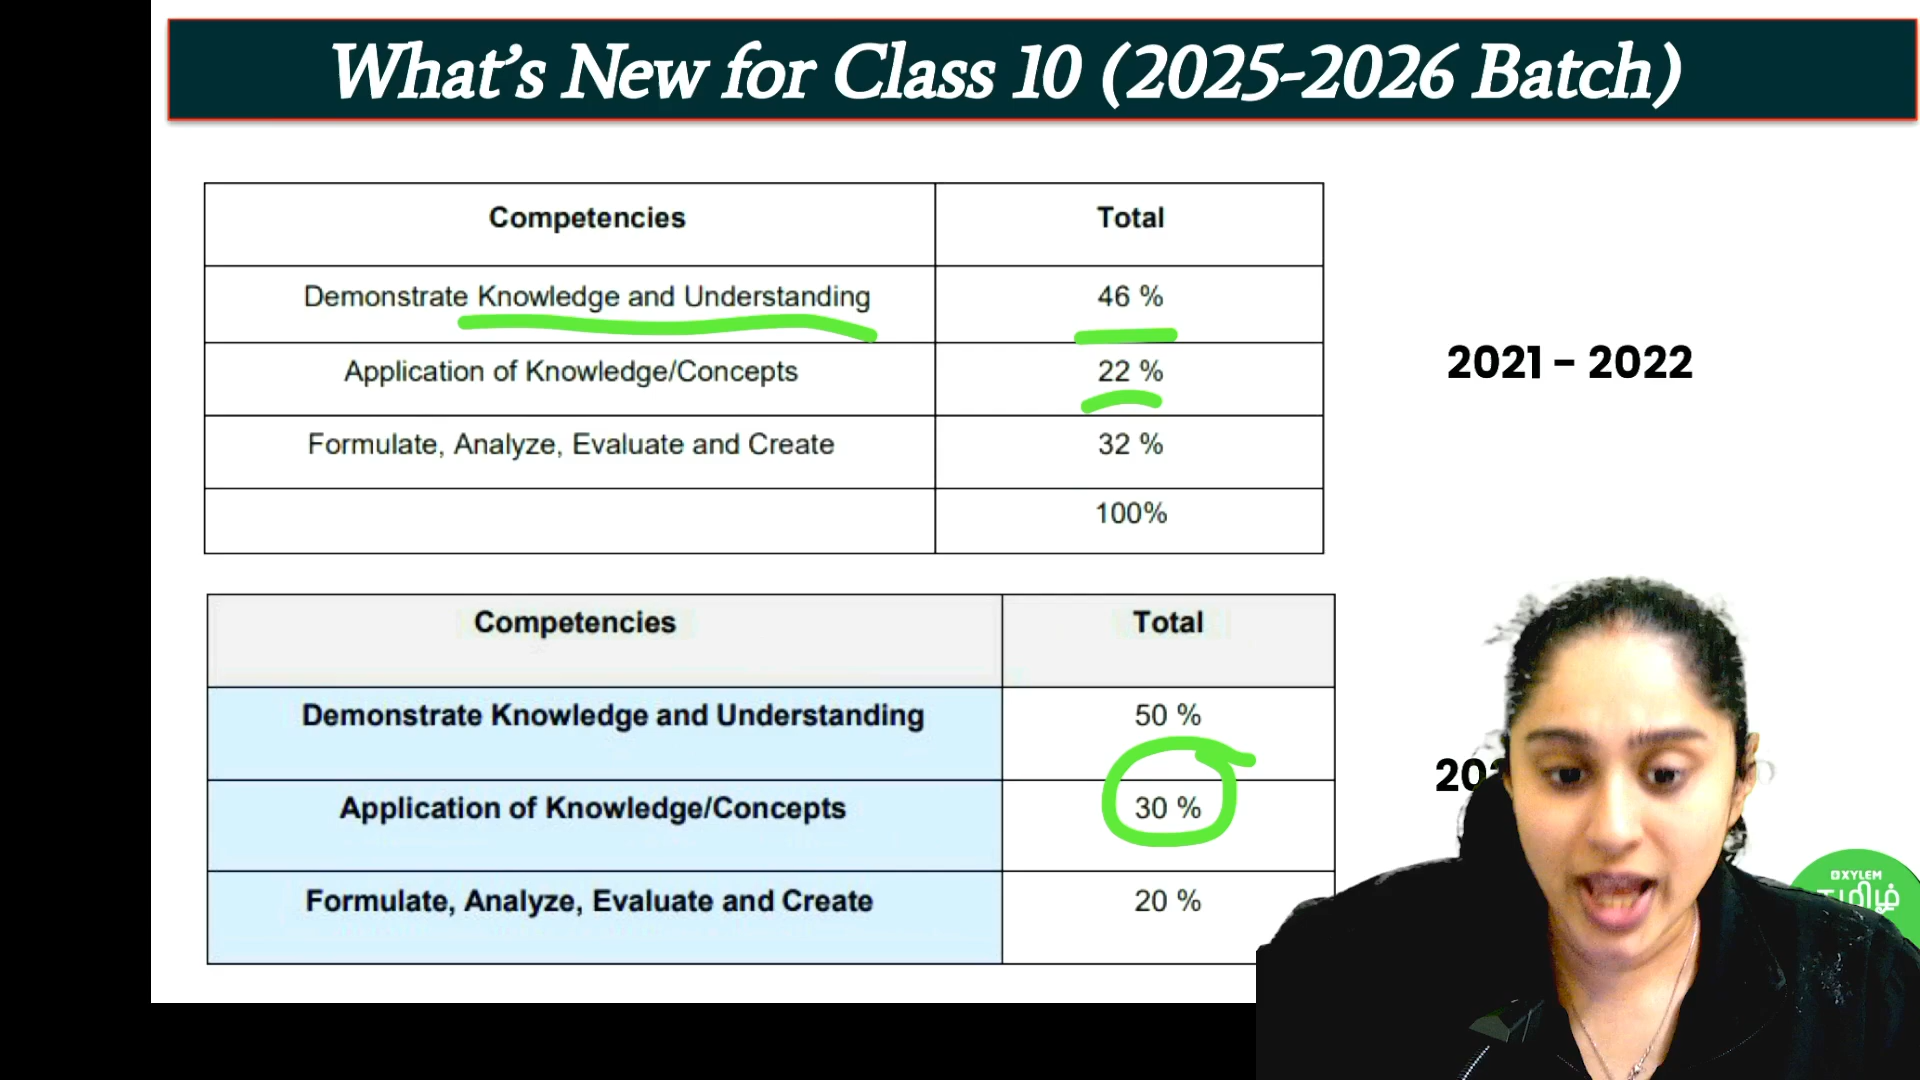 What's New for Class 10 (2025-2026 Batch)
Competencies Total
Demonstrate Knowledge and Understanding 46 %
Application of Knowledge/Concepts 22 %
Formulate, Analyze, Evaluate and Create 32 %
100%
2021 - 2022
Competencies Total
Demonstrate Knowledge and Understanding 50 %
Application of Knowledge/Concepts 30 %
Formulate, Analyze, Evaluate and Create 20 %
XYLEM
தமிழ்